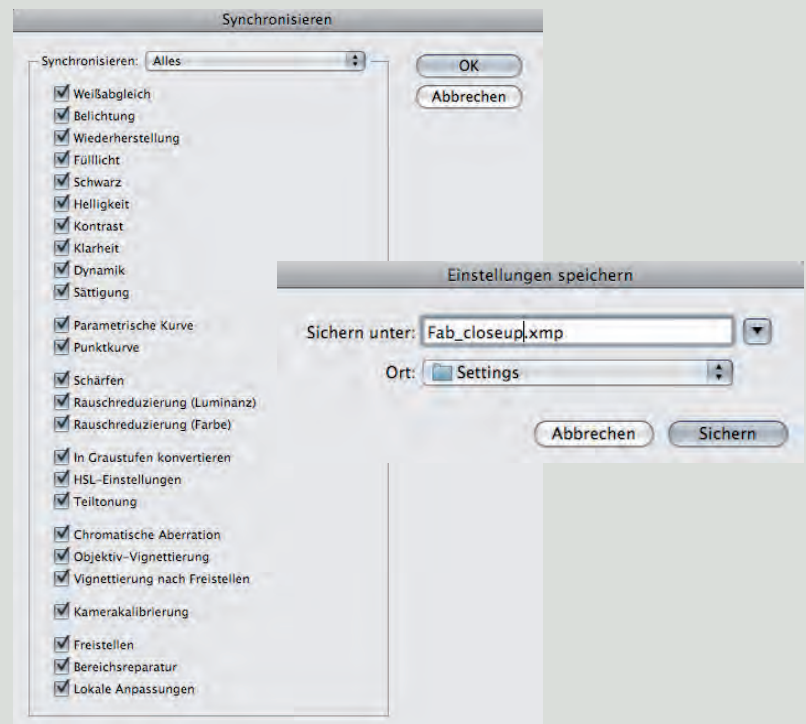 Synchronisieren
Synchronisieren: Alles
OK
Abbrechen
Weißabgleich
Belichtung
Wiederherstellung
Fülllicht
Schwarz
Helligkeit
Kontrast
Klarheit
Dynamik
Sättigung
Parametrische Kurve
Punktkurve
Schärfen
Rauschreduzierung (Luminanz)
Rauschreduzierung (Farbe)
In Graustufen konvertieren
HSL-Einstellungen
Teiltonung
Chromatische Aberration
Objektiv-Vignettierung
Vignettierung nach Freistellen
Kamerakalibrierung
Freistellen
Bereichsreparatur
Lokale Anpassungen
Einstellungen speichern
Sichern unter: Fab_closeup.xmp
Ort: Settings
Abbrechen Sichern